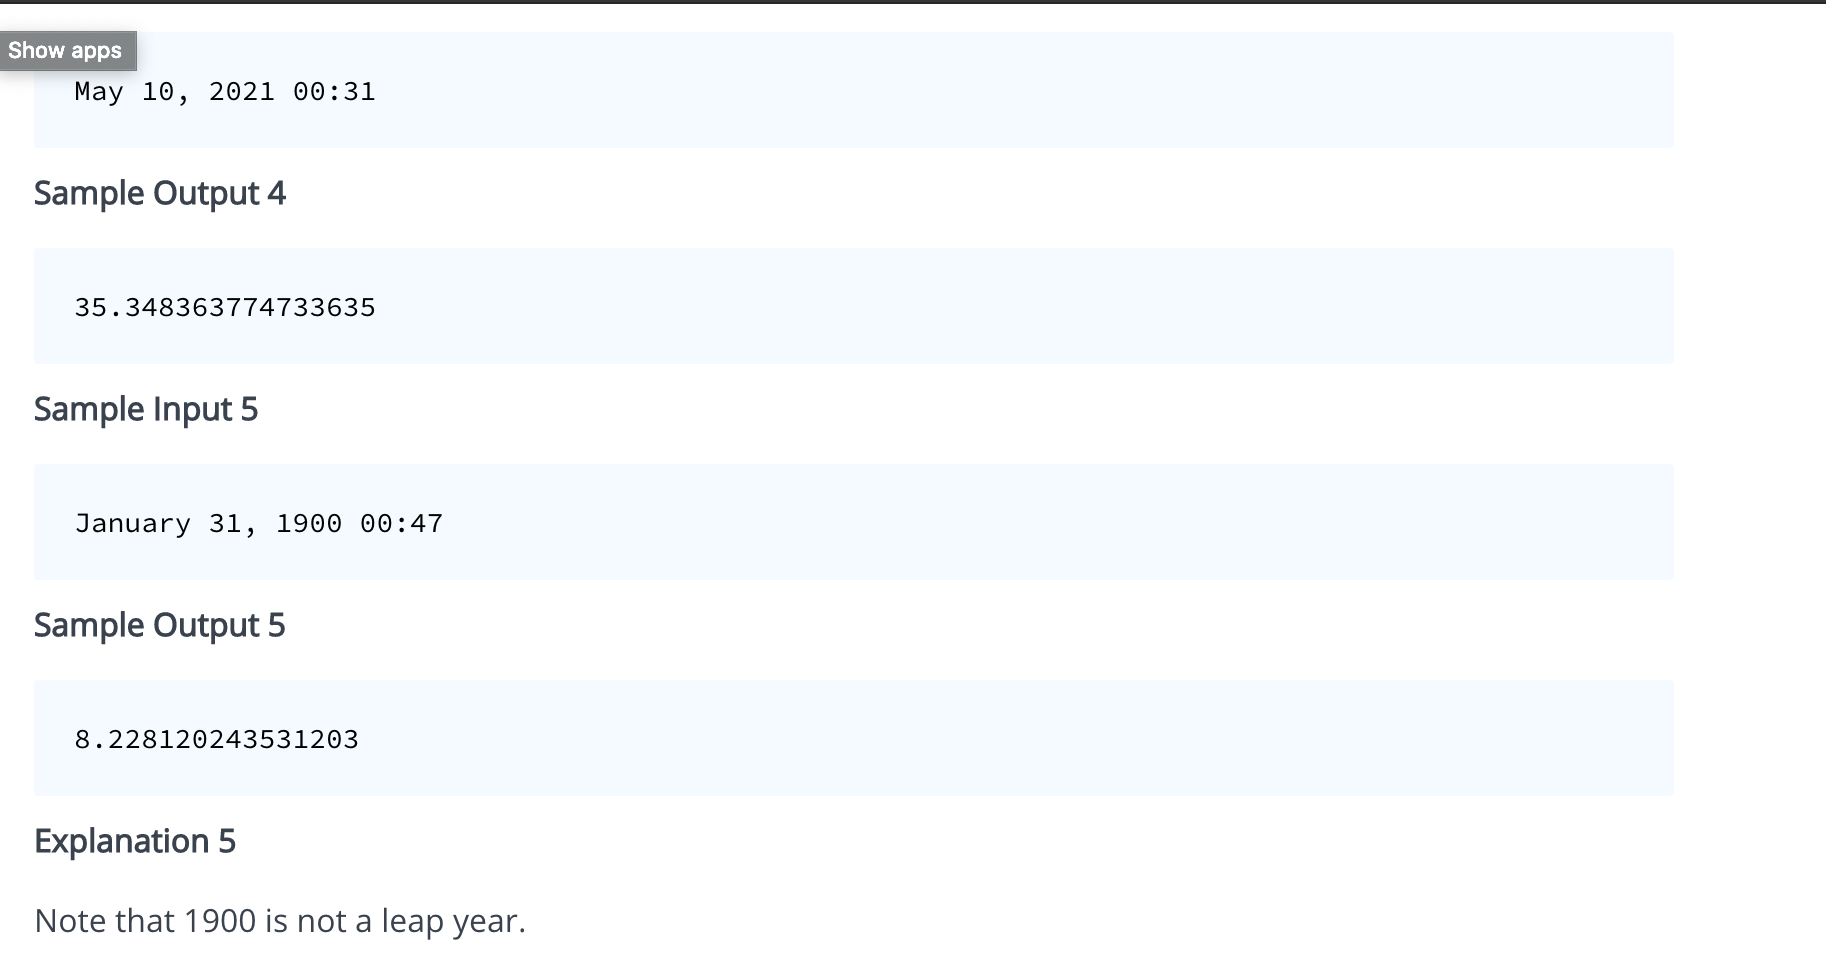 Show apps
May 10, 2021 00:31
Sample Output 4
35.348363774733635
Sample Input 5
January 31, 1900 00:47
Sample Output 5
8.228120243531203
Explanation 5
Note that 1900 is not a leap year.